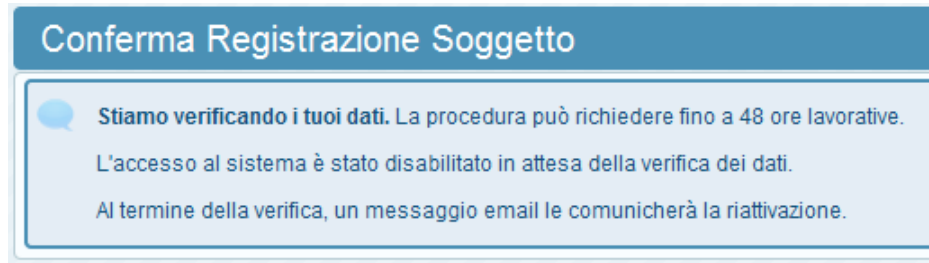 Conferma Registrazione Soggetto
Stiamo verificando i tuoi dati. La procedura può richiedere fino a 48 ore lavorative.
L'accesso al sistema è stato disabilitato in attesa della verifica dei dati.
Al termine della verifica, un messaggio email le comunicherà la riattivazione.